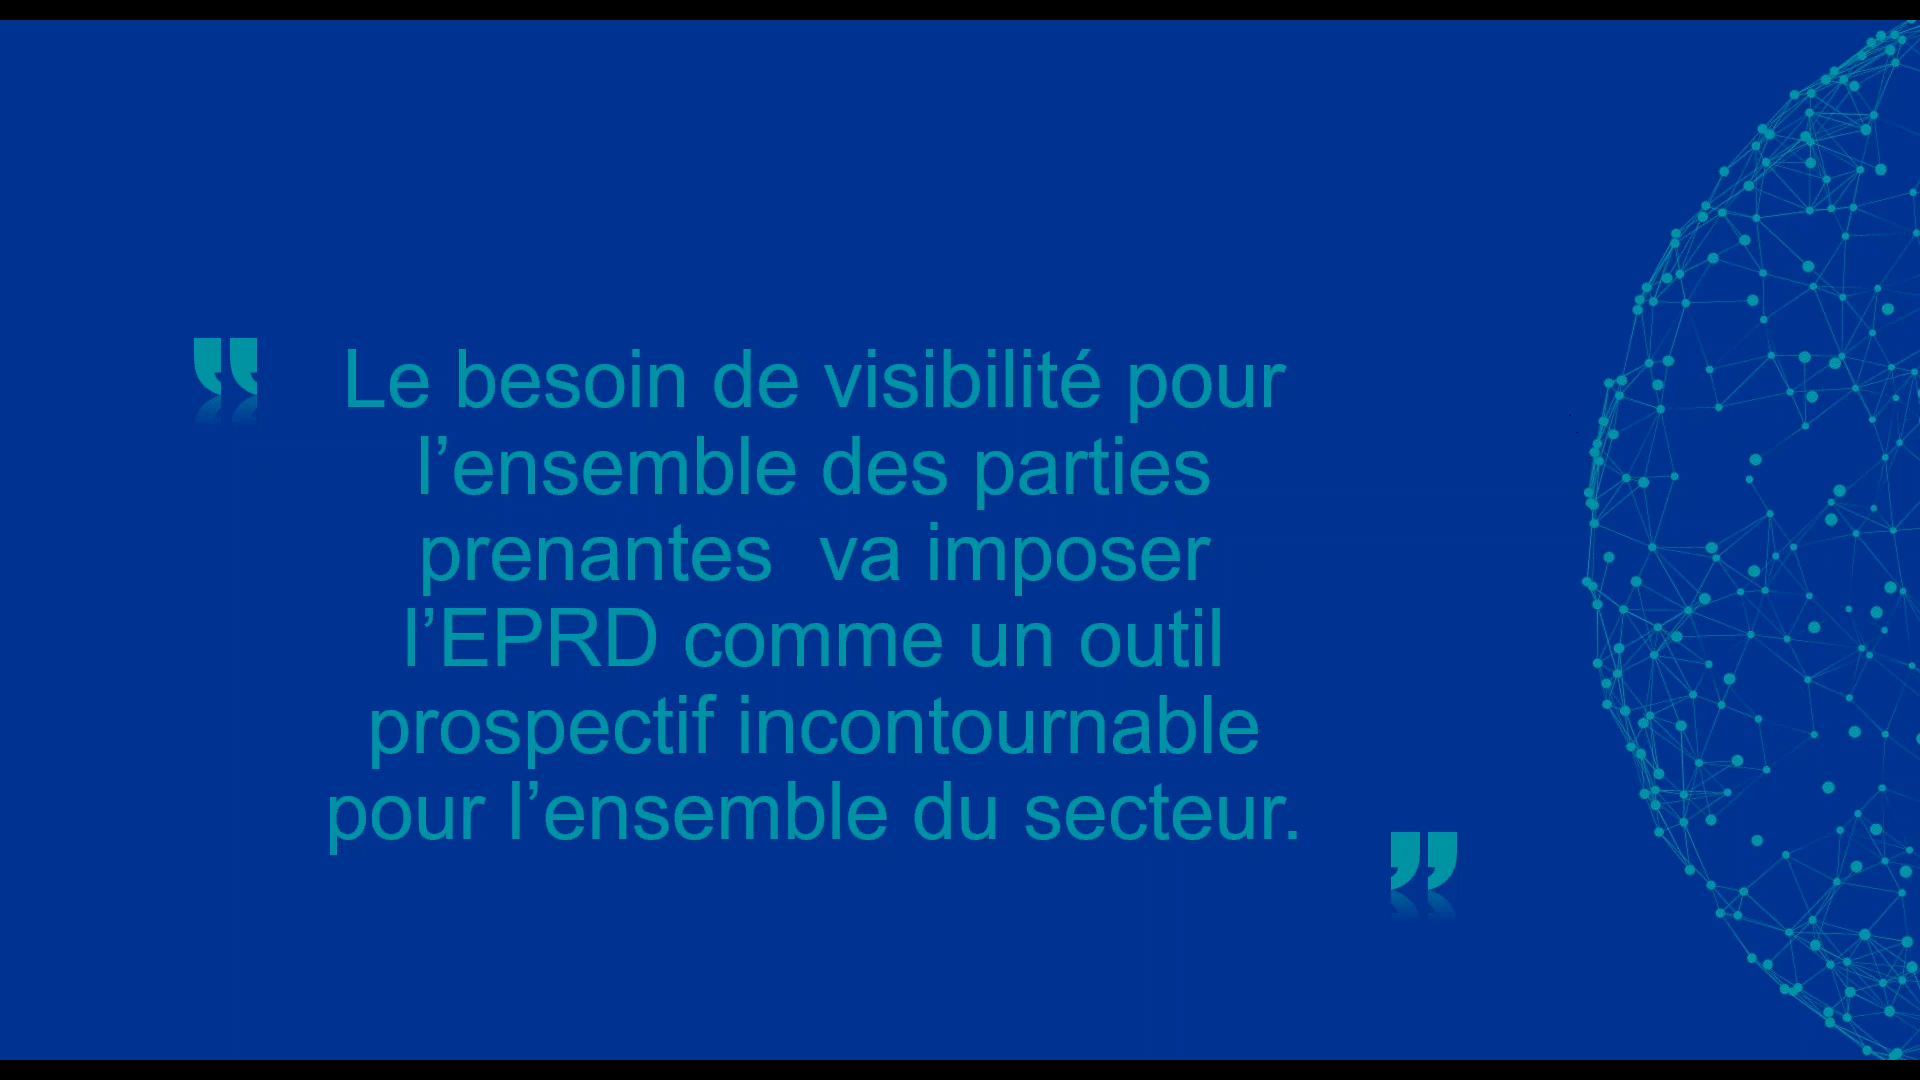 ❝ Le besoin de visibilité pour
l’ensemble des parties
prenantes  va imposer
l’EPRD comme un outil
prospectif incontournable
pour l’ensemble du secteur. ❞